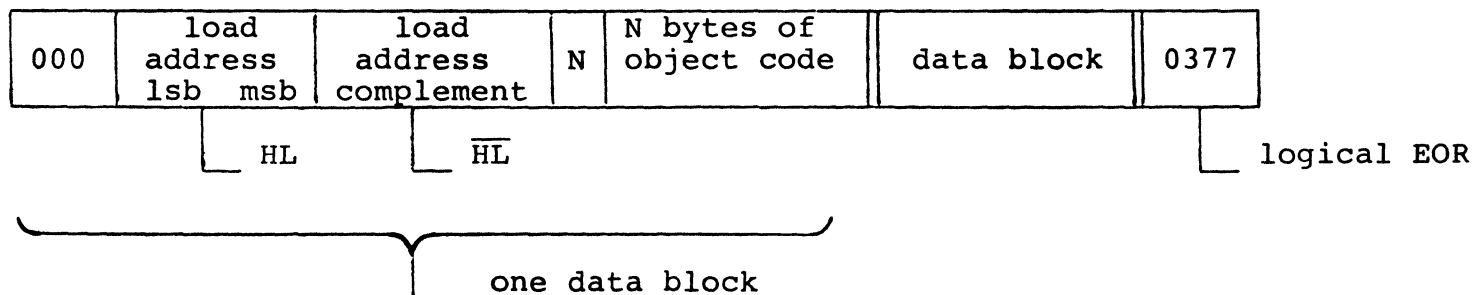 000
load
address
lsb msb
load
address
complement
N
N bytes of
object code
data block
0377
HL
H̅L̅
logical EOR
one data block